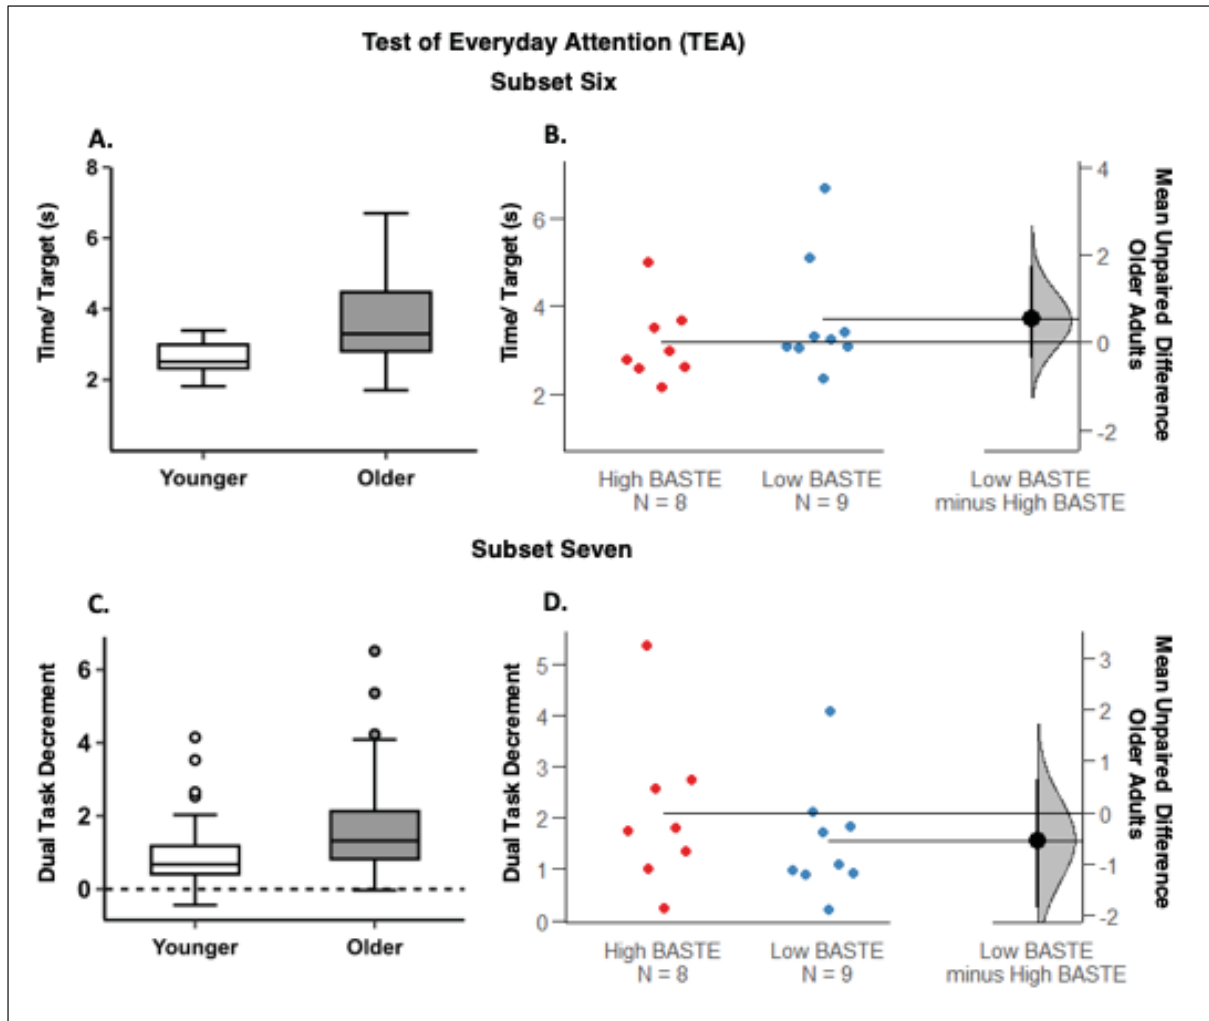 Test of Everyday Attention (TEA)
Subset Six
A.
Time/ Target (s)
8
6
4
2
Younger
Older
B.
Time/ Target (s)
6
4
2
High BASTE
N = 8
Low BASTE
N = 9
Low BASTE
minus High BASTE
4
2
0
-2
Mean Unpaired Difference
Older Adults
Subset Seven
C.
Dual Task Decrement
6
4
2
0
Younger
Older
D.
Dual Task Decrement
5
4
3
2
1
0
High BASTE
N = 8
Low BASTE
N = 9
Low BASTE
minus High BASTE
3
2
1
0
-1
-2
Mean Unpaired Difference
Older Adults